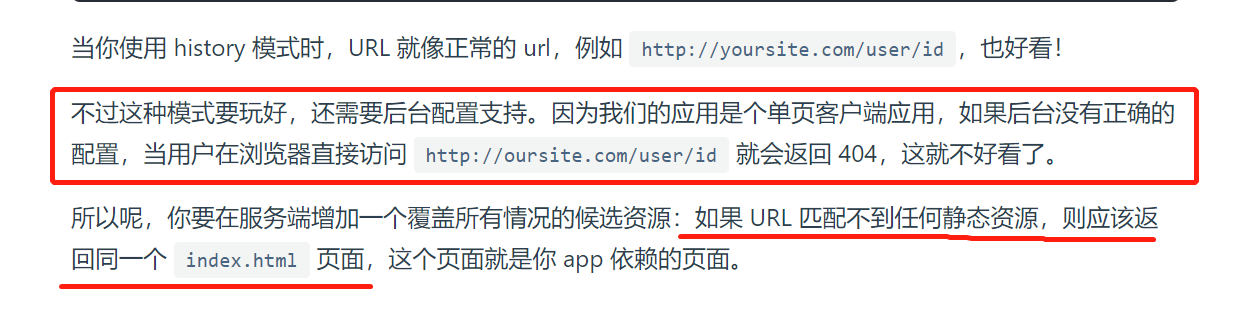 当你使用 history 模式时，URL 就像正常的 url，例如 http://yoursite.com/user/id，也好看！
不过这种模式要玩好，还需要后台配置支持。因为我们的应用是个单页客户端应用，如果后台没有正确的
配置，当用户在浏览器直接访问 http://oursite.com/user/id 就会返回 404，这就不好看了。
所以呢，你要在服务端增加一个覆盖所有情况的候选资源：如果 URL 匹配不到任何静态资源，则应该返
回同一个 index.html 页面，这个页面就是你 app 依赖的页面。